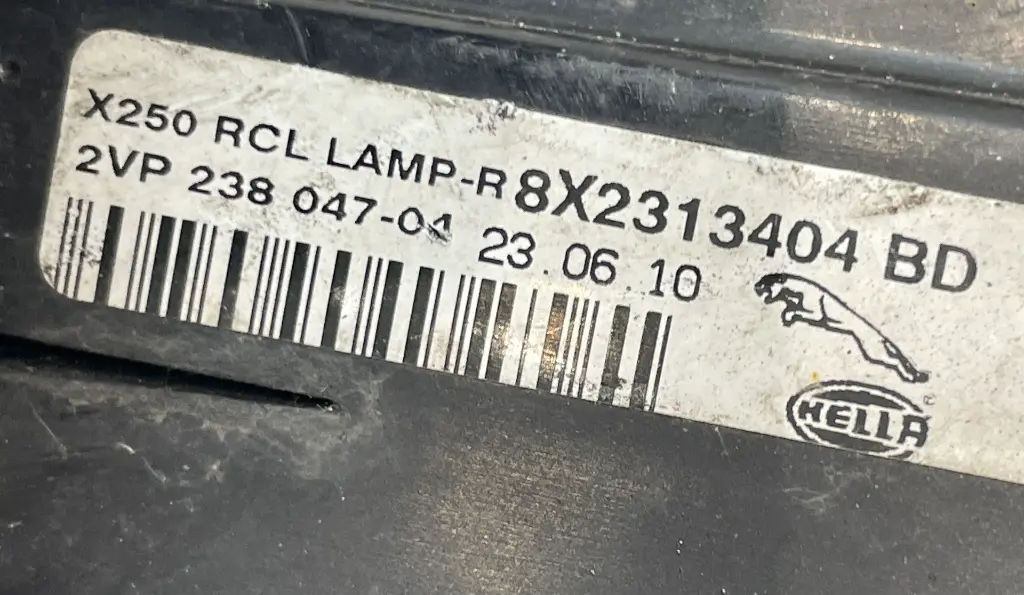 X250 RCL LAMP-R 8X2313404 BD
2VP 238 047-04 23.06.10
HELLA